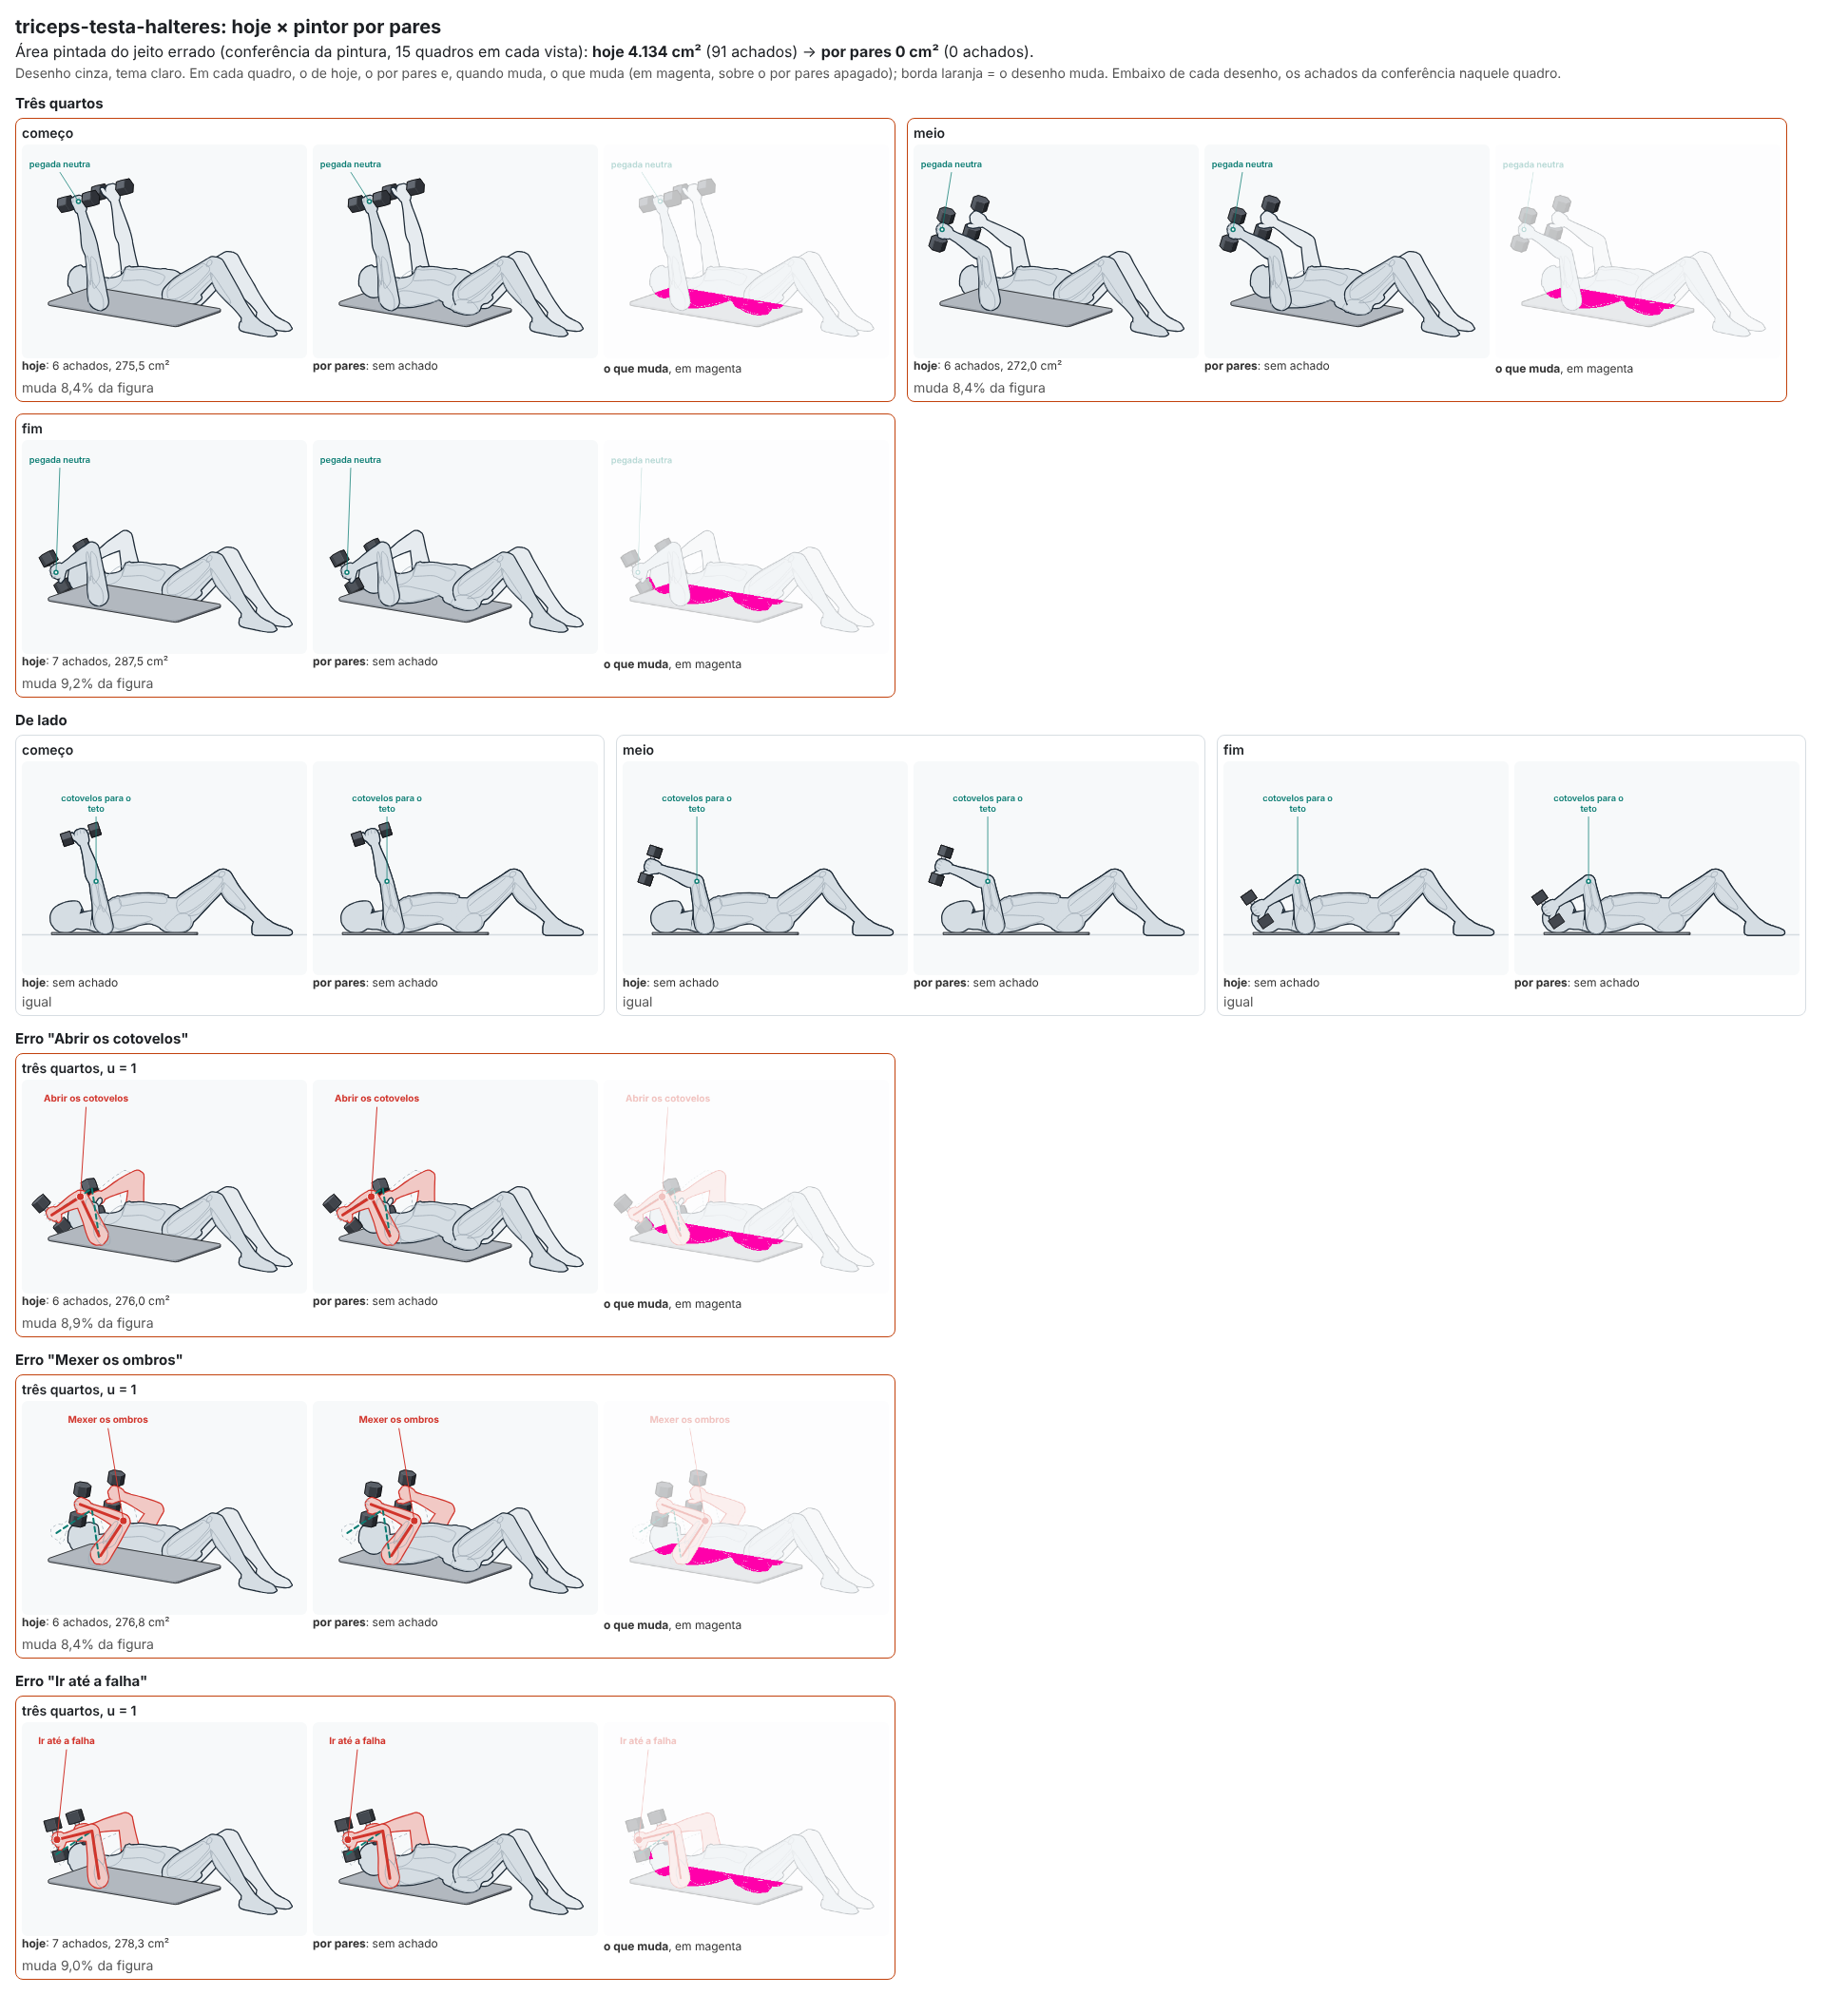 triceps-testa-halteres: hoje × pintor por pares
Área pintada do jeito errado (conferência da pintura, 15 quadros em cada vista): hoje 4.134 cm² (91 achados) → por pares 0 cm² (0 achados).
Desenho cinza, tema claro. Em cada quadro, o de hoje, o por pares e, quando muda, o que muda (em magenta, sobre o por pares apagado); borda laranja = o desenho muda. Embaixo de cada desenho, os achados da conferência naquele quadro.
Três quartos
começo
pegada neutra
pegada neutra
pegada neutra
hoje: 6 achados, 275,5 cm²
por pares: sem achado
o que muda, em magenta
muda 8,4% da figura
meio
pegada neutra
pegada neutra
pegada neutra
hoje: 6 achados, 272,0 cm²
por pares: sem achado
o que muda, em magenta
muda 8,4% da figura
fim
pegada neutra
pegada neutra
pegada neutra
hoje: 7 achados, 287,5 cm²
por pares: sem achado
o que muda, em magenta
muda 9,2% da figura
De lado
começo
cotovelos para o
teto
cotovelos para o
teto
hoje: sem achado
por pares: sem achado
igual
meio
cotovelos para o
teto
cotovelos para o
teto
hoje: sem achado
por pares: sem achado
igual
fim
cotovelos para o
teto
cotovelos para o
teto
hoje: sem achado
por pares: sem achado
igual
Erro "Abrir os cotovelos"
três quartos, u = 1
Abrir os cotovelos
Abrir os cotovelos
Abrir os cotovelos
hoje: 6 achados, 276,0 cm²
por pares: sem achado
o que muda, em magenta
muda 8,9% da figura
Erro "Mexer os ombros"
três quartos, u = 1
Mexer os ombros
Mexer os ombros
Mexer os ombros
hoje: 6 achados, 276,8 cm²
por pares: sem achado
o que muda, em magenta
muda 8,4% da figura
Erro "Ir até a falha"
três quartos, u = 1
Ir até a falha
Ir até a falha
Ir até a falha
hoje: 7 achados, 278,3 cm²
por pares: sem achado
o que muda, em magenta
muda 9,0% da figura